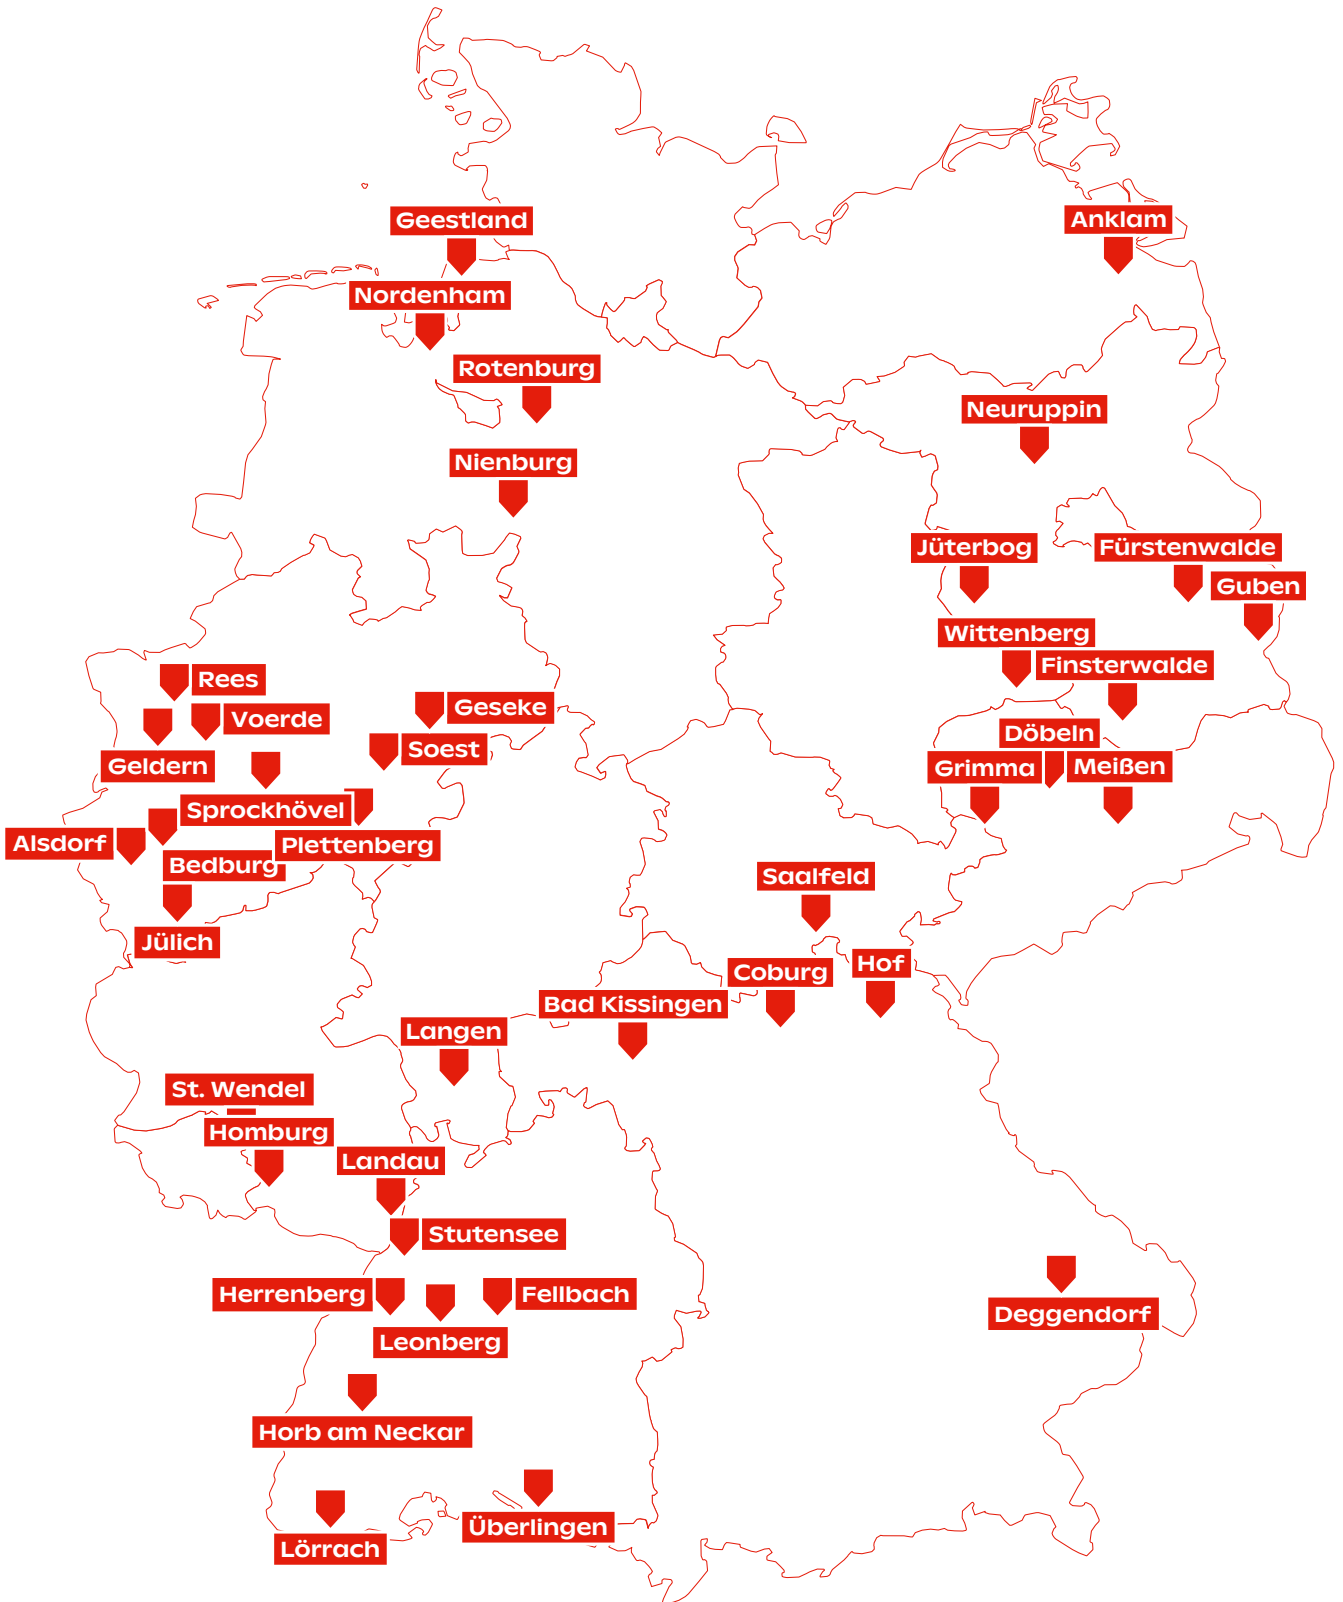 Geestland
Anklam
Nordenham
Rotenburg
Neuruppin
Nienburg
Jüterbog
Fürstenwalde
Guben
Wittenberg
Finsterwalde
Rees
Geseke
Voerde
Döbeln
Soest
Geldern
Grimma
Meißen
Sprockhövel
Alsdorf
Plettenberg
Bedburg
Saalfeld
Jülich
Hof
Coburg
Bad Kissingen
Langen
St. Wendel
Homburg
Landau
Stutensee
Herrenberg
Fellbach
Deggendorf
Leonberg
Horb am Neckar
Überlingen
Lörrach